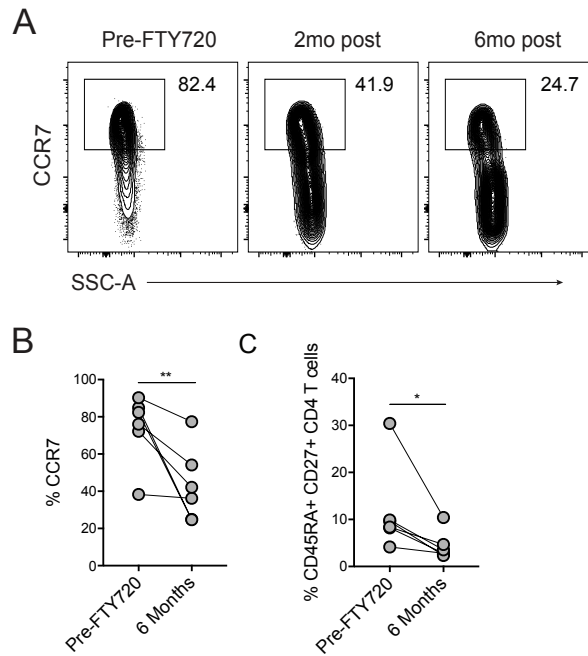 A
Pre-FTY720 2mo post 6mo post
82.4 41.9 24.7
CCR7
SSC-A
B
**
% CCR7
100
80
60
40
20
0
Pre-FTY720
6 Months
C
*
% CD45RA+ CD27+ CD4 T cells
40
30
20
10
0
Pre-FTY720
6 Months